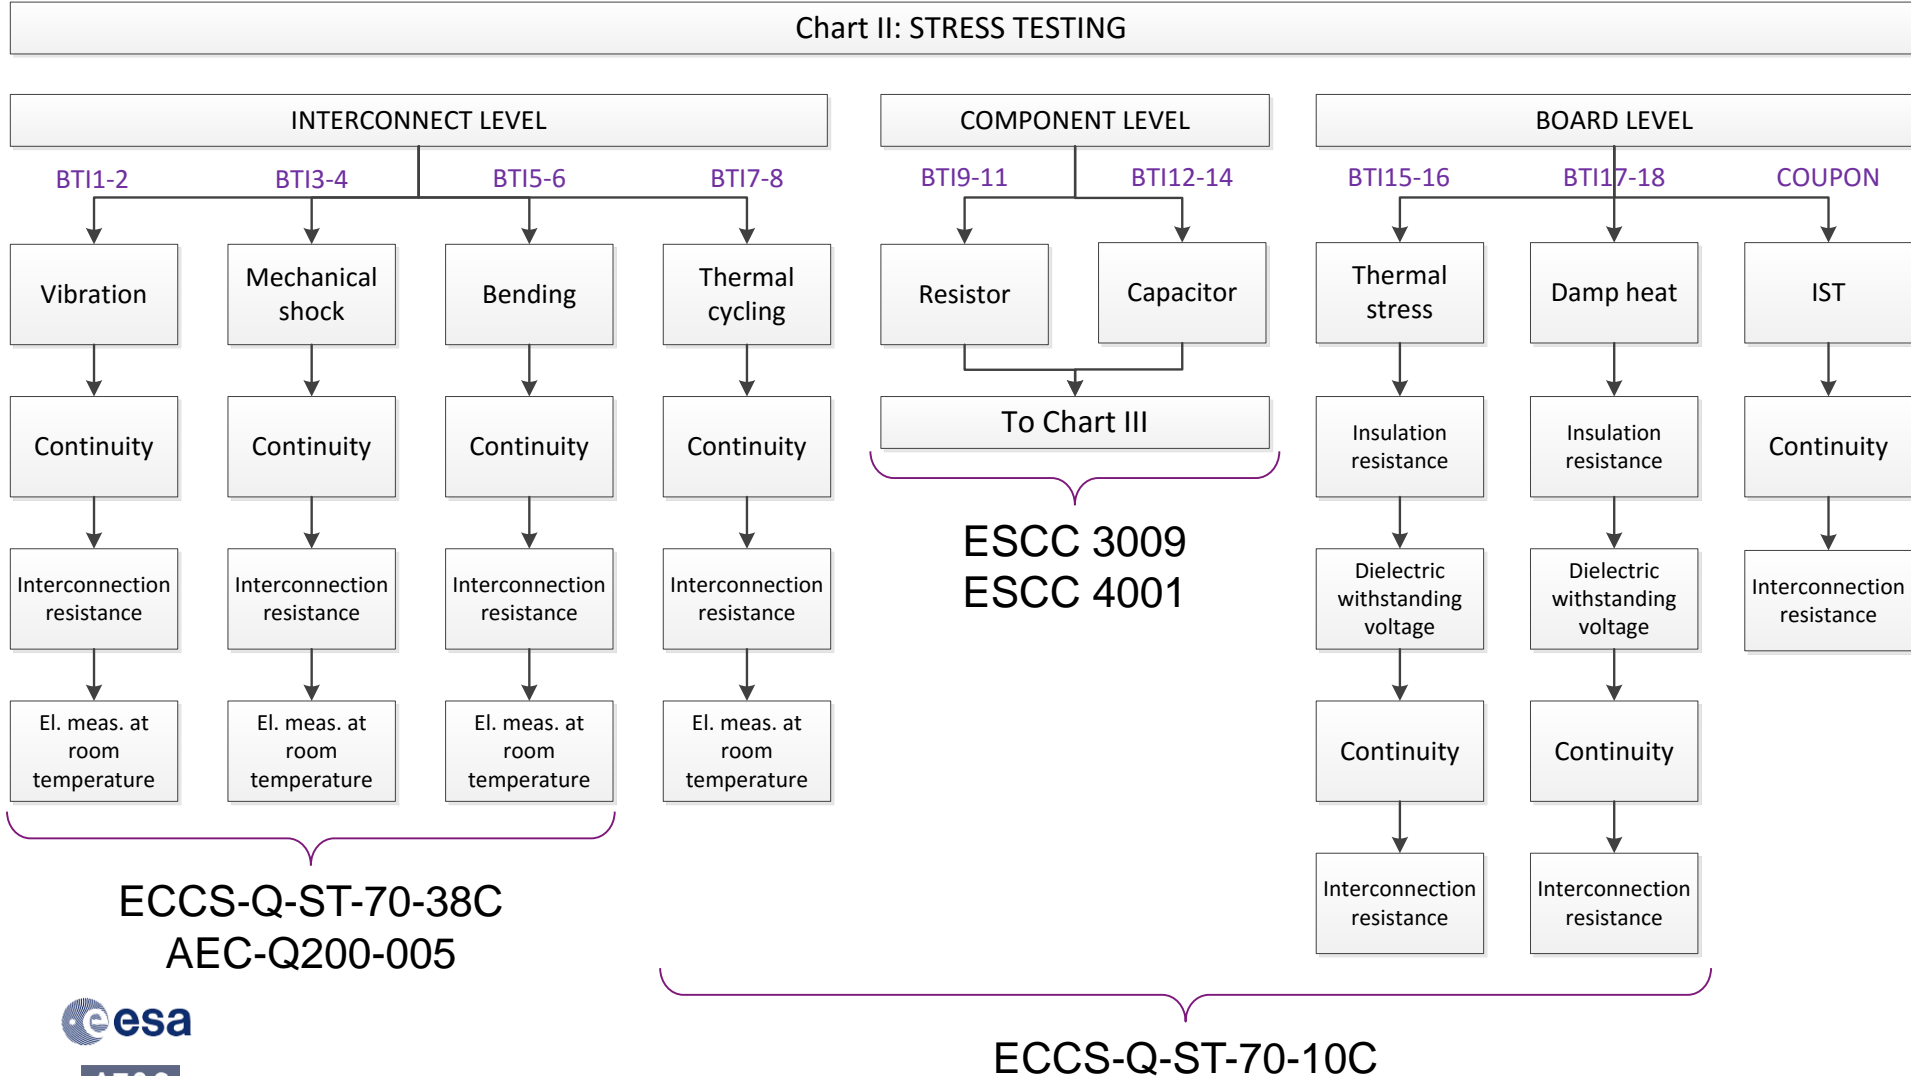 Chart II: STRESS TESTING
INTERCONNECT LEVEL
COMPONENT LEVEL
BOARD LEVEL
BTI1-2
BTI3-4
BTI5-6
BTI7-8
BTI9-11
BTI12-14
BTI15-16
BTI17-18
COUPON
Vibration
Mechanical
shock
Bending
Thermal
cycling
Resistor
Capacitor
Thermal
stress
Damp heat
IST
Continuity
Continuity
Continuity
Continuity
To Chart III
Insulation
resistance
Insulation
resistance
Continuity
Interconnection
resistance
Interconnection
resistance
Interconnection
resistance
Interconnection
resistance
ESCC 3009
ESCC 4001
Dielectric
withstanding
voltage
Dielectric
withstanding
voltage
Interconnection
resistance
El. meas. at
room
temperature
El. meas. at
room
temperature
El. meas. at
room
temperature
El. meas. at
room
temperature
Continuity
Continuity
Interconnection
resistance
Interconnection
resistance
ECCS-Q-ST-70-38C
AEC-Q200-005
esa
ECCS-Q-ST-70-10C